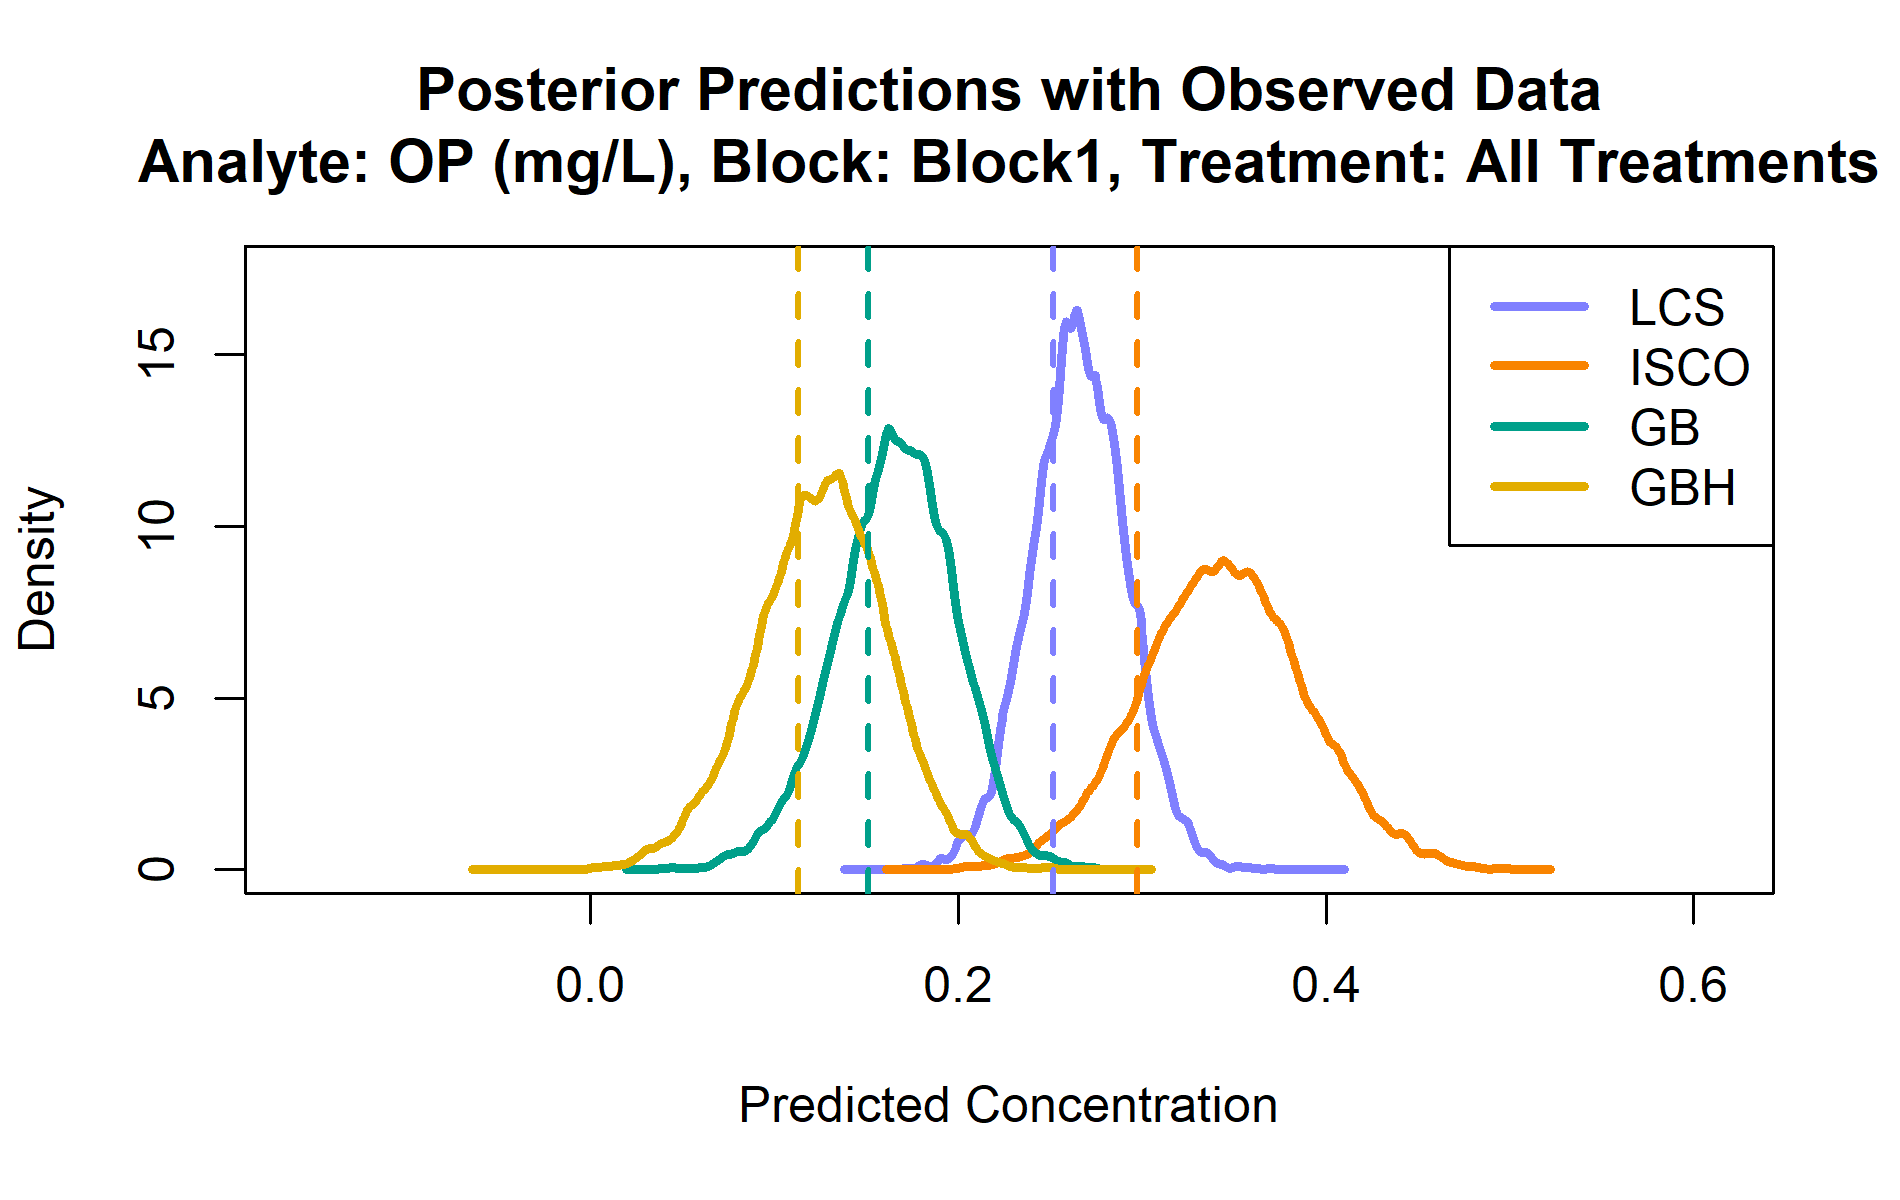 Posterior Predictions with Observed Data
Analyte: OP (mg/L), Block: Block1, Treatment: All Treatments
LCS
ISCO
GB
GBH
Density
15
10
5
0
0.0
0.2
0.4
0.6
Predicted Concentration